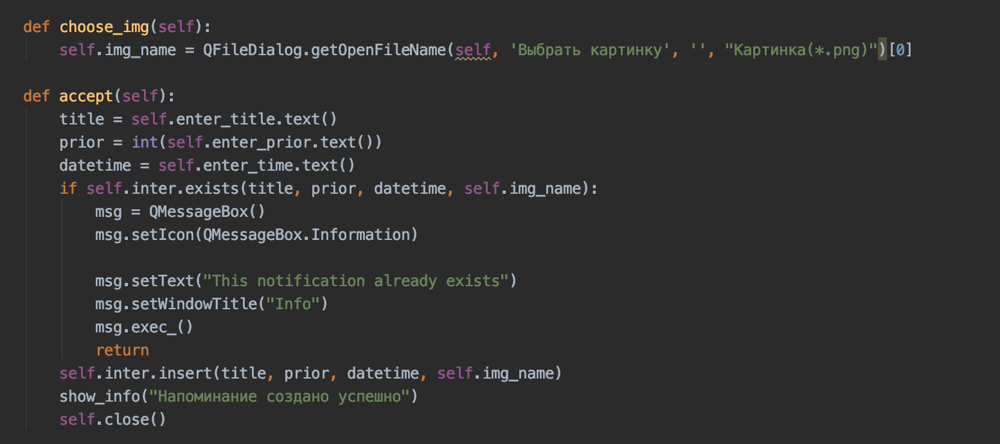 def choose_img(self):
    self.img_name = QFileDialog.getOpenFileName(self, 'Выбрать картинку', '', "Картинка(*.png)")[0]
def accept(self):
    title = self.enter_title.text()
    prior = int(self.enter_prior.text())
    datetime = self.enter_time.text()
    if self.inter.exists(title, prior, datetime, self.img_name):
        msg = QMessageBox()
        msg.setIcon(QMessageBox.Information)
        msg.setText("This notification already exists")
        msg.setWindowTitle("Info")
        msg.exec_()
        return
    self.inter.insert(title, prior, datetime, self.img_name)
    show_info("Напоминание создано успешно")
    self.close()